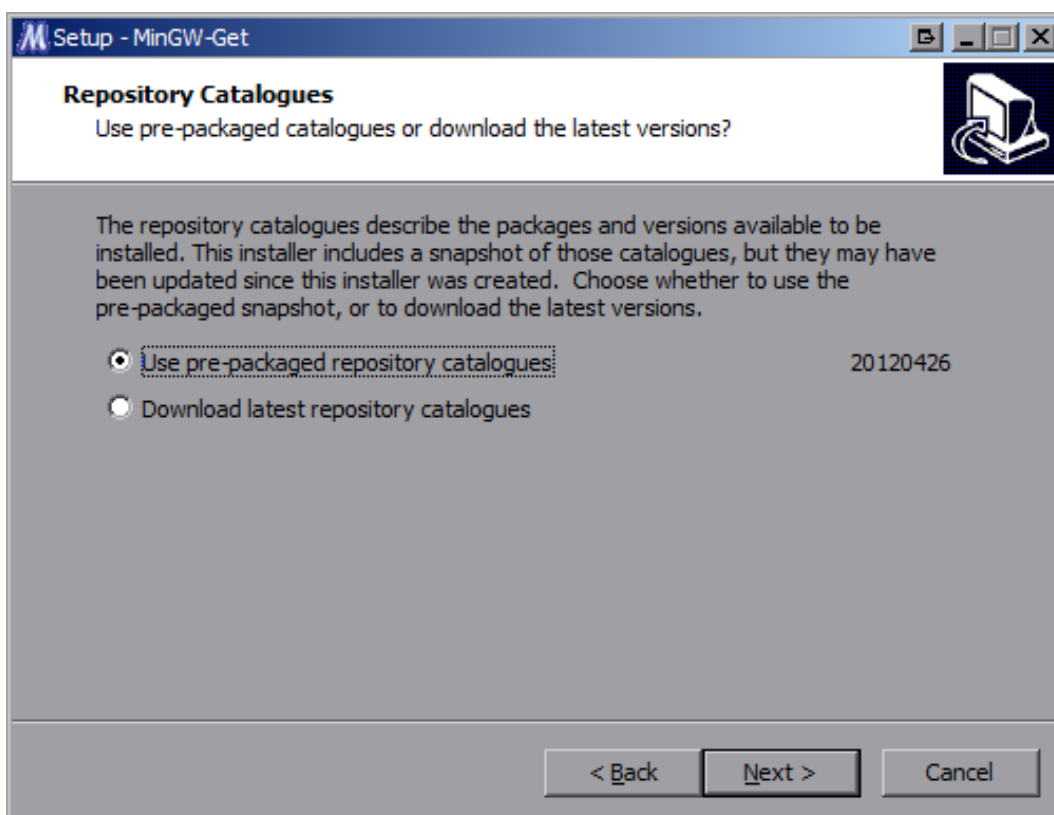 Setup - MinGW-Get
Repository Catalogues
Use pre-packaged catalogues or download the latest versions?
The repository catalogues describe the packages and versions available to be
installed. This installer includes a snapshot of those catalogues, but they may have
been updated since this installer was created.  Choose whether to use the
pre-packaged snapshot, or to download the latest versions.
Use pre-packaged repository catalogues 20120426
Download latest repository catalogues
< Back Next > Cancel